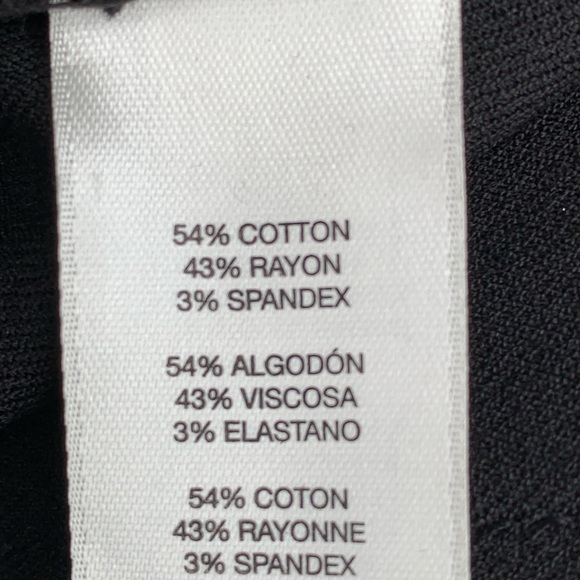 54% COTTON
43% RAYON
3% SPANDEX
54% ALGODÓN
43% VISCOSA
3% ELASTANO
54% COTON
43% RAYONNE
3% SPANDEX